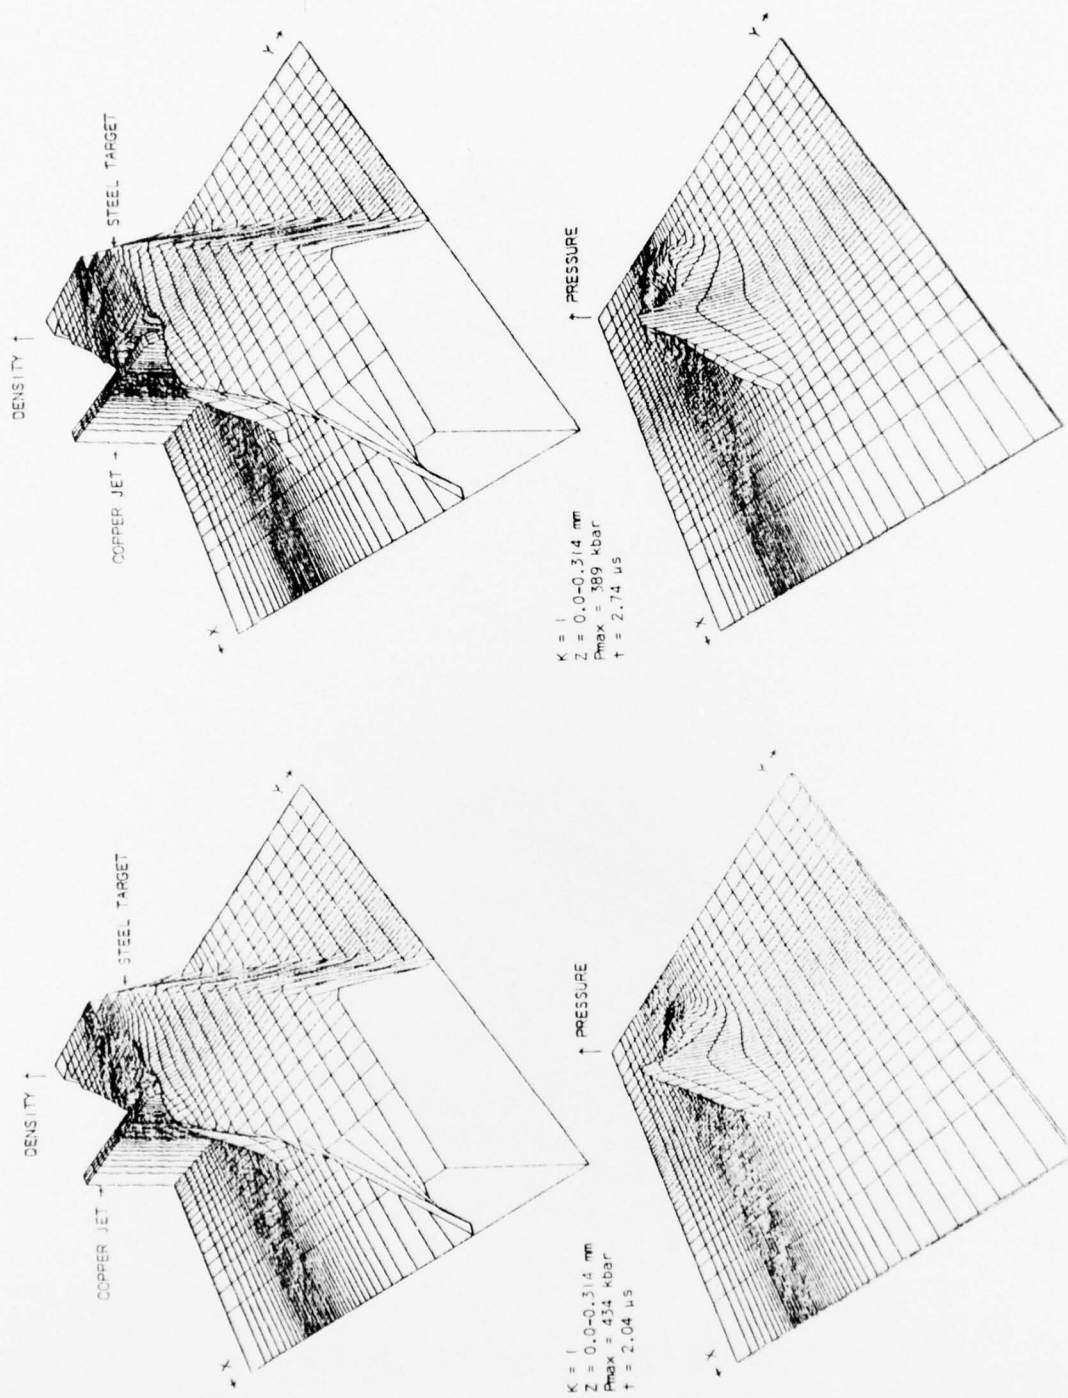 DENSITY ↑
COPPER JET →
← STEEL TARGET
← X
Y →
K = 1
Z = 0.0-0.314 mm
Pmax = 434 kbar
t = 2.04 µs
↑ PRESSURE
← X
Y →
DENSITY ↑
COPPER JET →
← STEEL TARGET
← X
Y →
K = 1
Z = 0.0-0.314 mm
Pmax = 389 kbar
t = 2.74 µs
↑ PRESSURE
← X
Y →